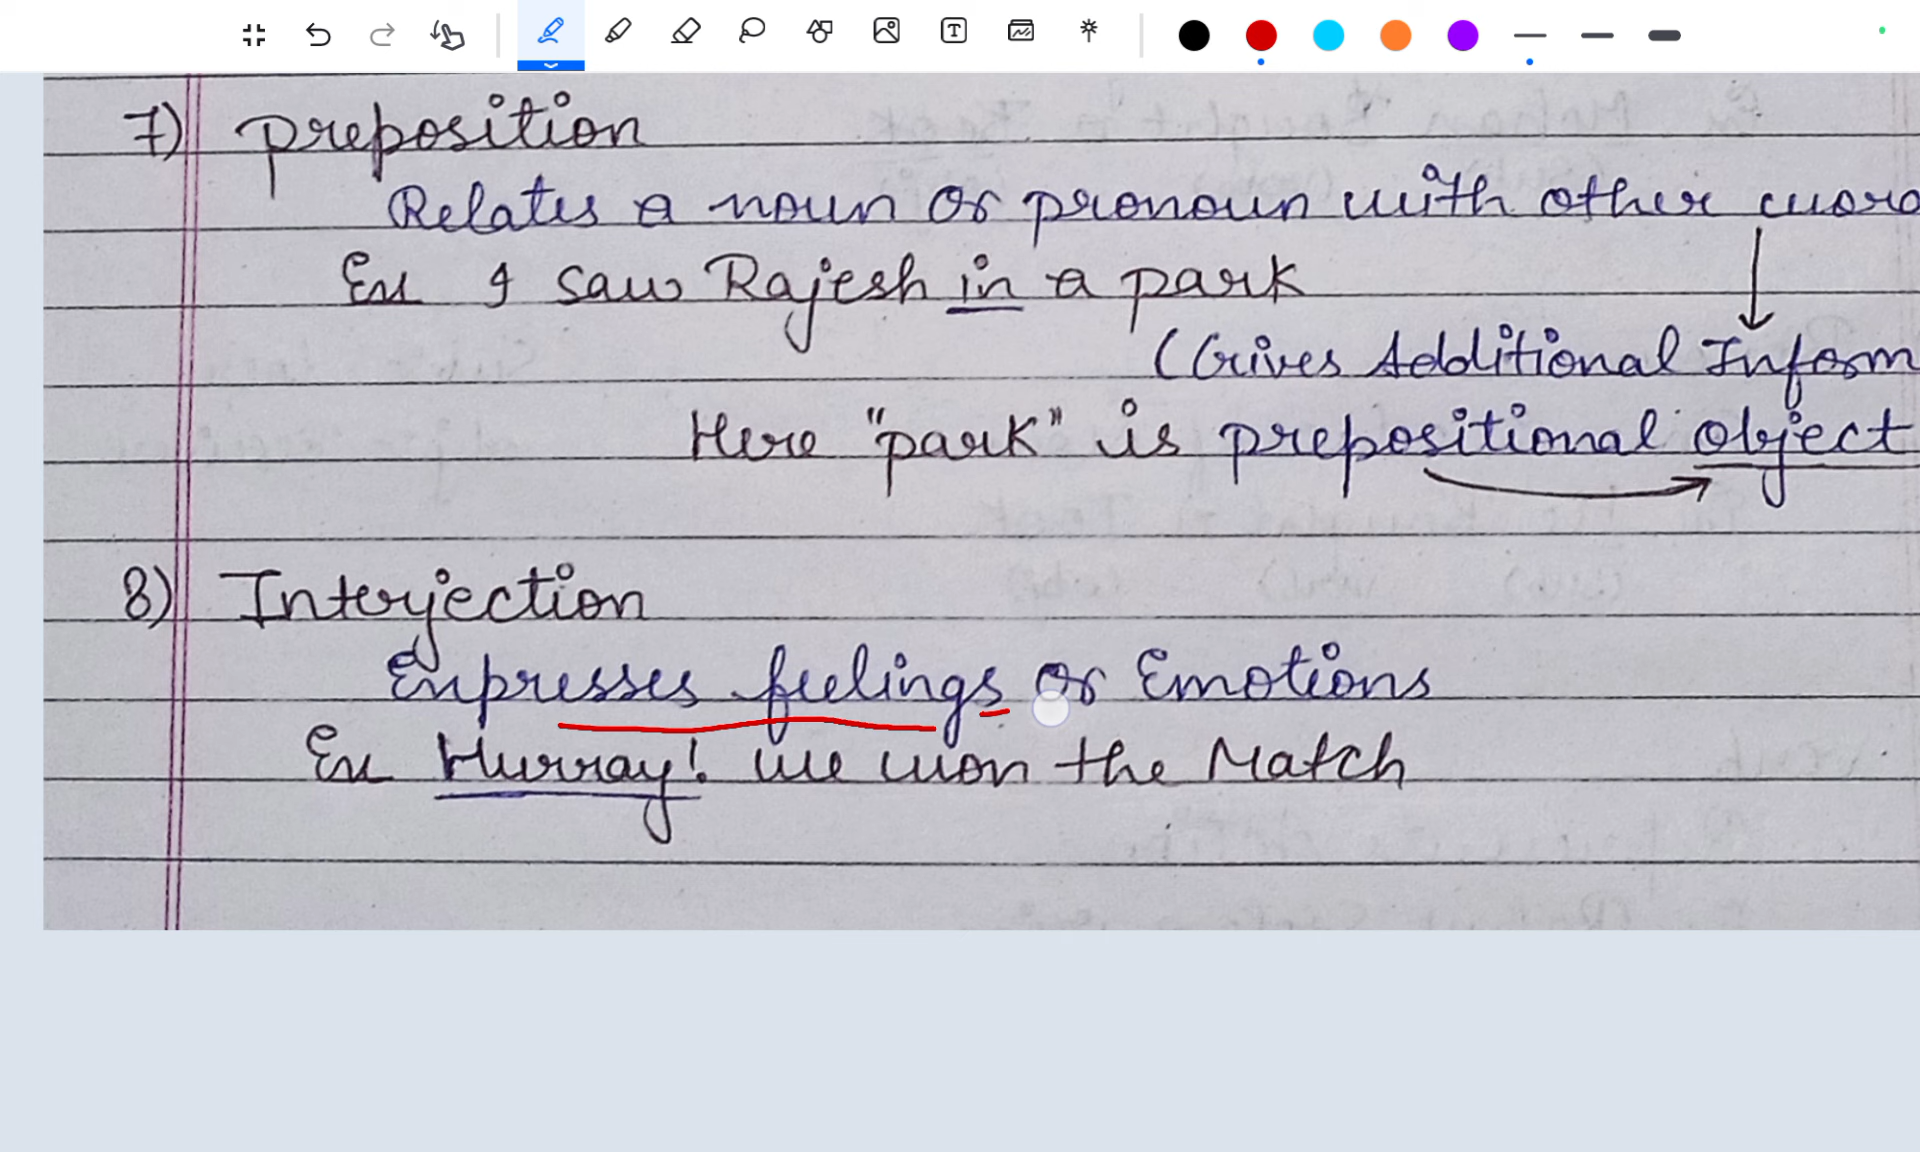 7) preposition
Relates a noun or pronoun with other
Ex I saw Rajesh in a park
(Gives Additional Inform
Here "park" is prepositional object
8) Interjection
Expresses feelings or Emotions
Ex Hurray! we won the Match